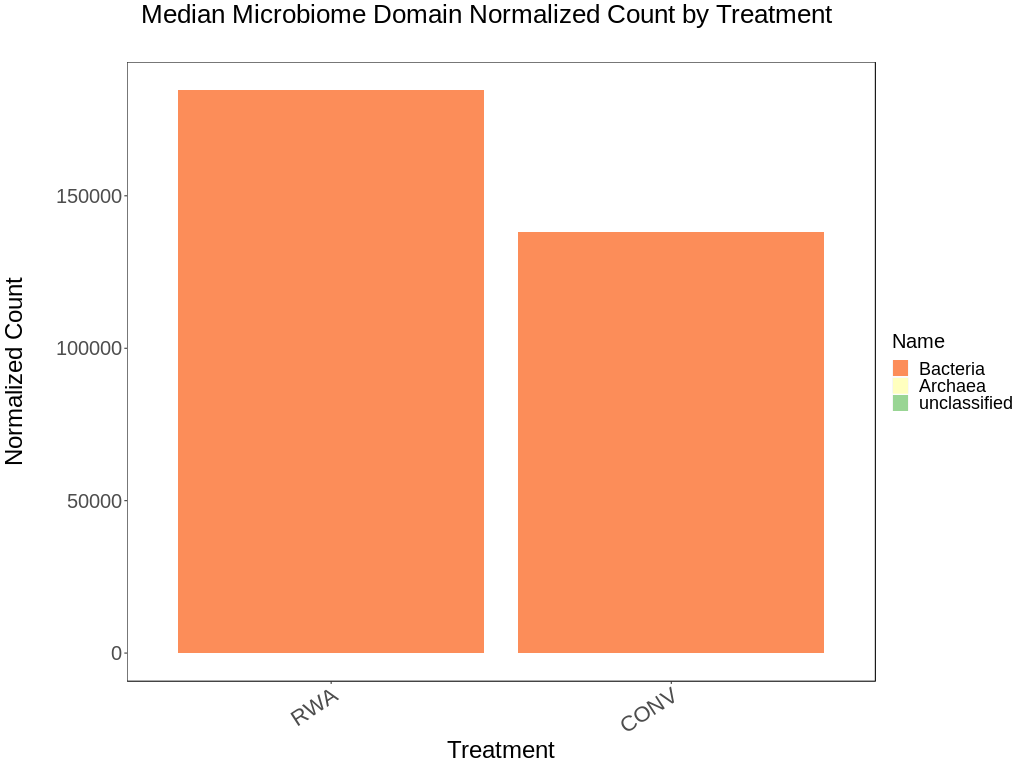 Median Microbiome Domain Normalized Count by Treatment
Normalized Count
150000
100000
50000
0
RWA
CONV
Treatment
Name
Bacteria
Archaea
unclassified